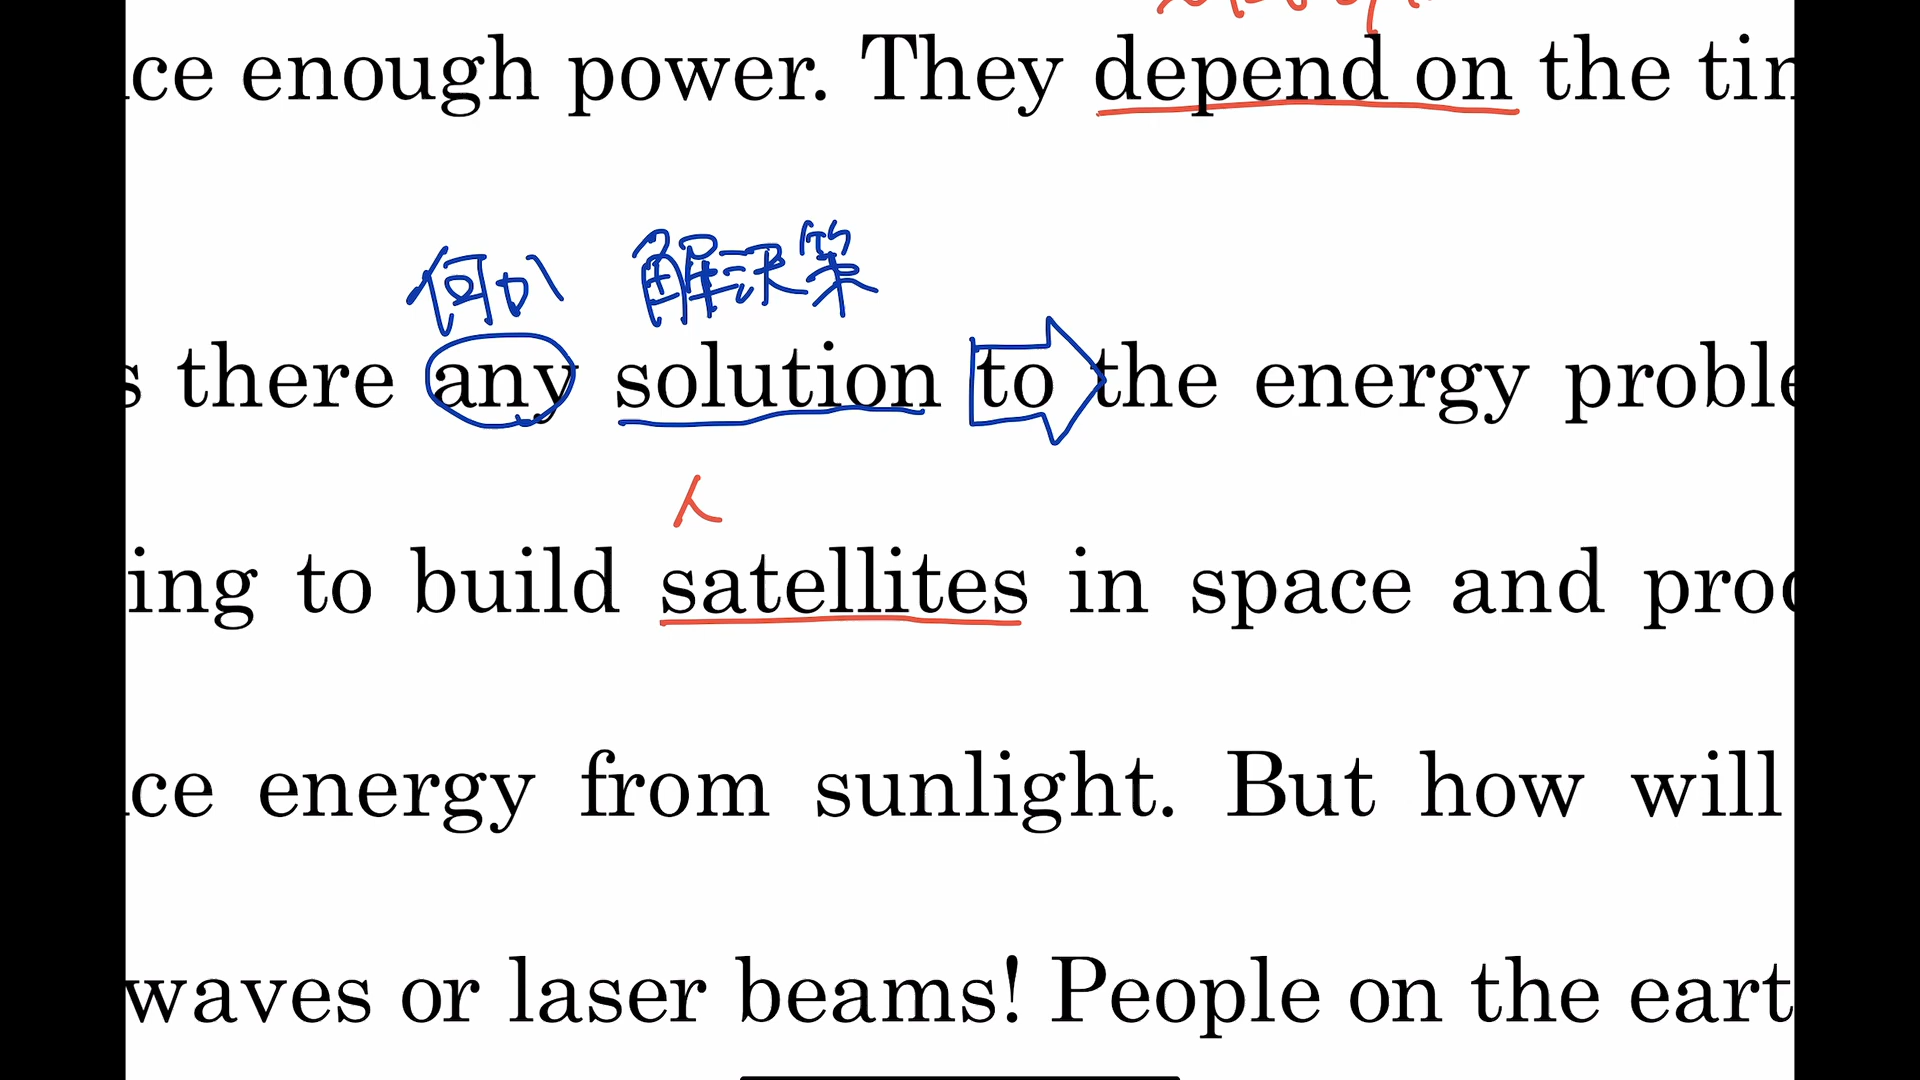 ce enough power. They depend on the tim
何か 解決策
s there any solution to the energy proble
人
ing to build satellites in space and prod
ce energy from sunlight. But how will
waves or laser beams! People on the eart